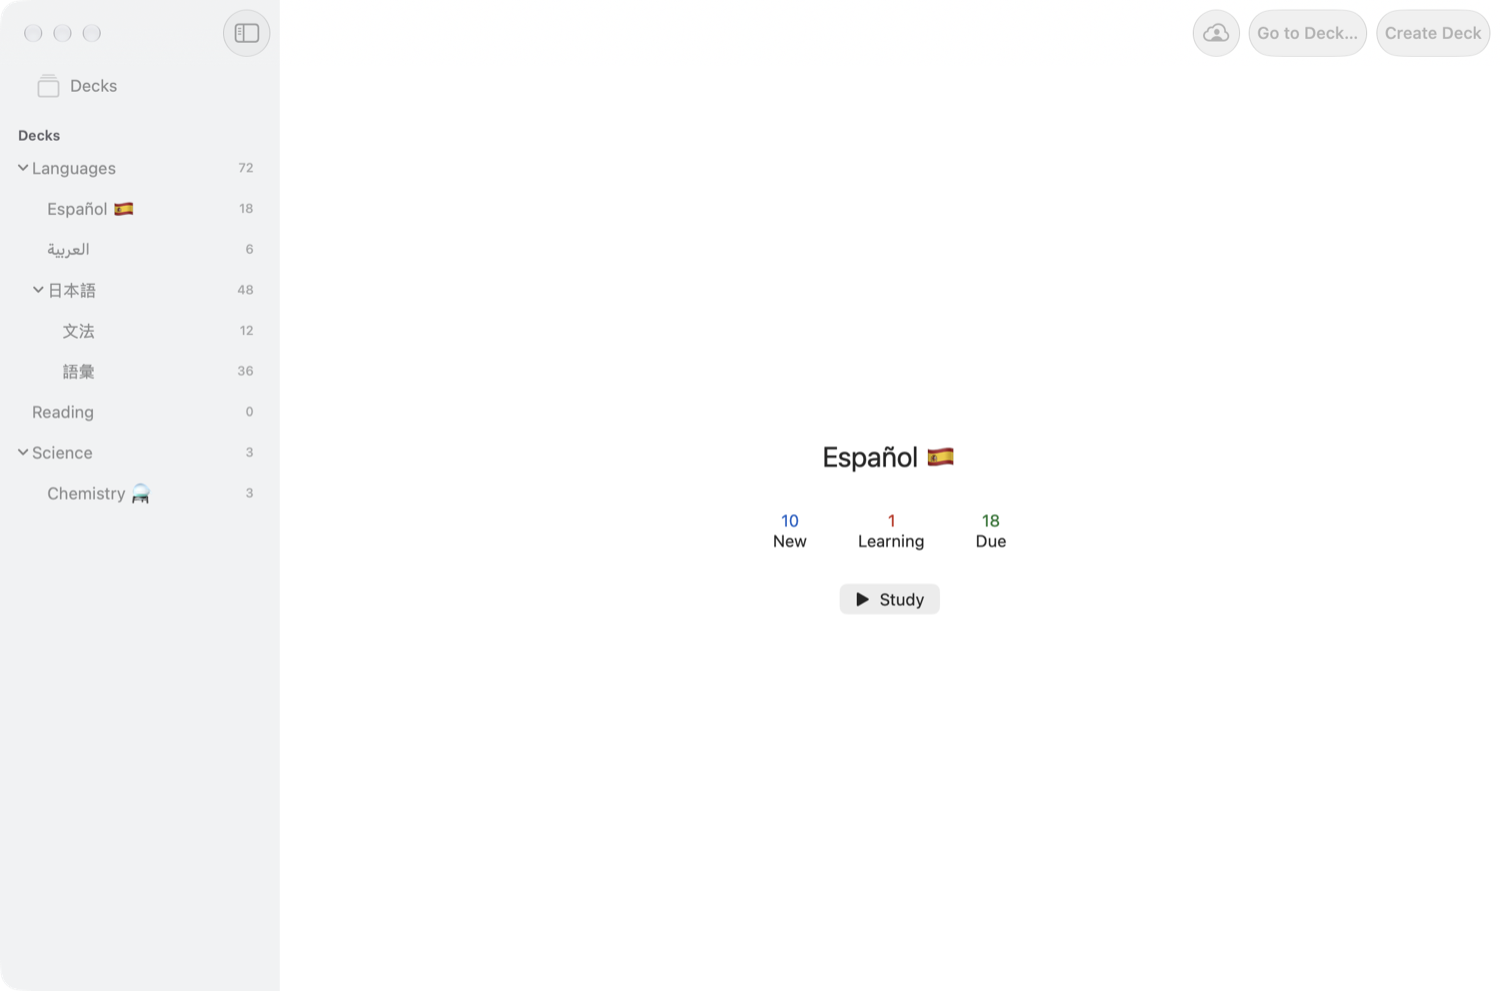 Go to Deck...
Create Deck
Decks
Decks
Languages 72
Español 🇪🇸 18
العربية 6
日本語 48
文法 12
語彙 36
Reading 0
Science 3
Chemistry 3
Español 🇪🇸
10 1 18
New Learning Due
Study